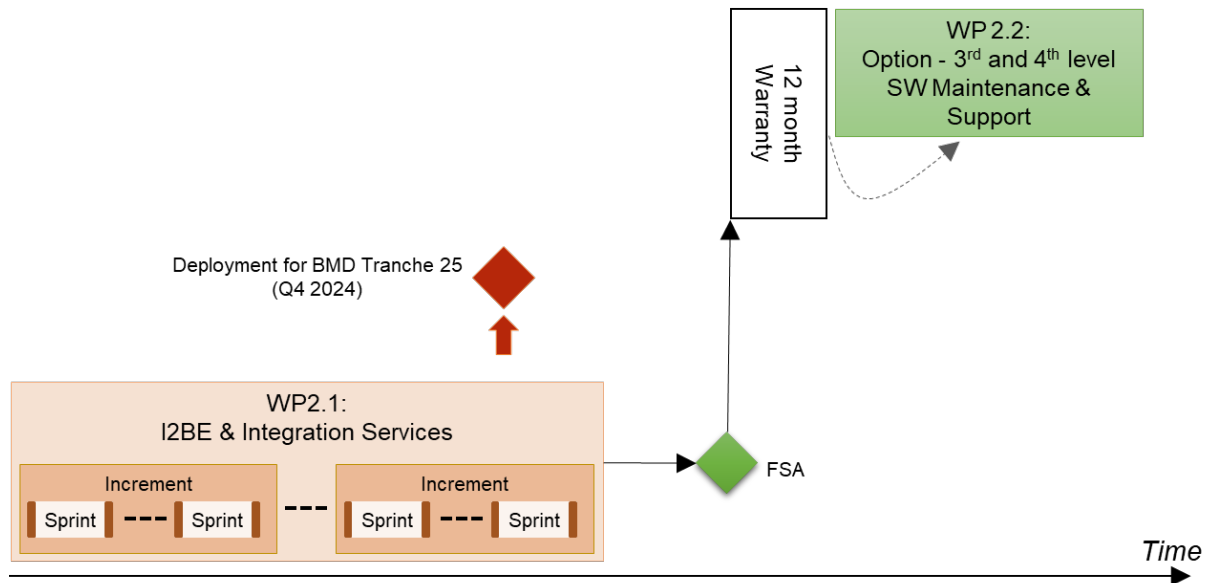 WP 2.2:
Option - 3rd and 4th level
SW Maintenance &
Support
12 month
Warranty
Deployment for BMD Tranche 25
(Q4 2024)
WP2.1:
I2BE & Integration Services
Increment
Sprint
Sprint
Increment
Sprint
Sprint
FSA
Time